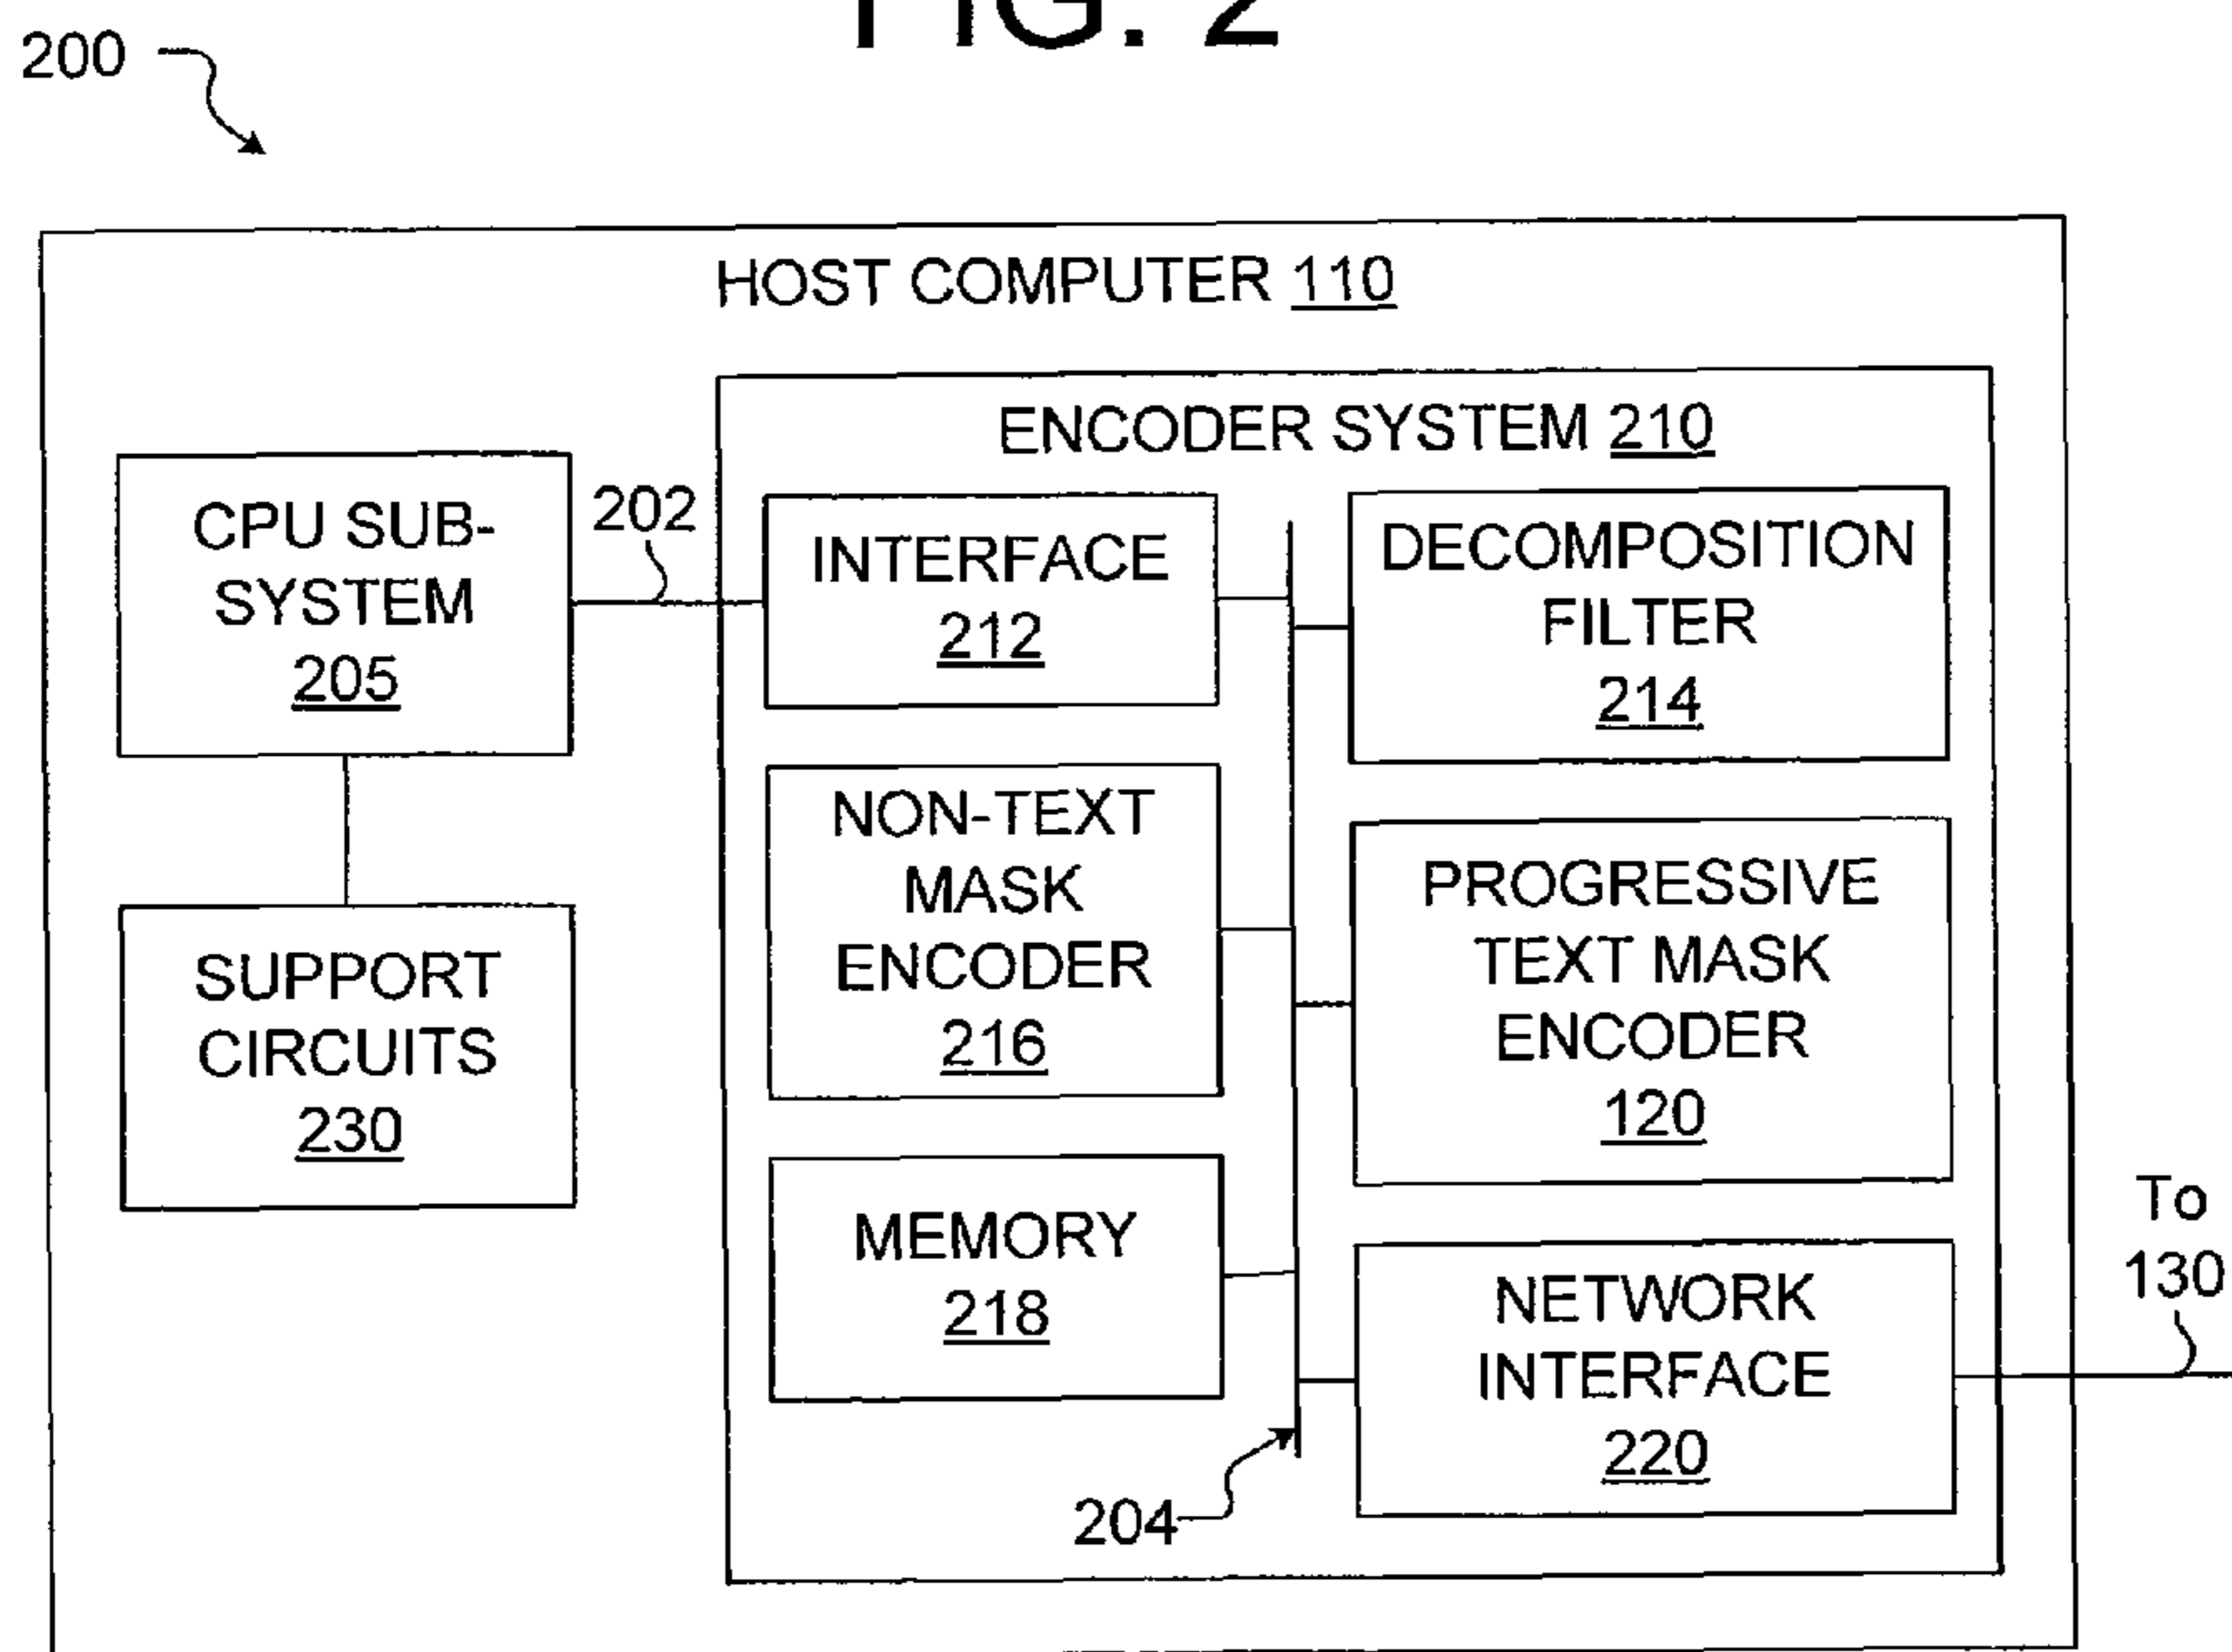 FIG. 2
200
HOST COMPUTER 110
ENCODER SYSTEM 210
CPU SUB-
SYSTEM
205
202
INTERFACE
212
DECOMPOSITION
FILTER
214
NON-TEXT
MASK
ENCODER
216
PROGRESSIVE
TEXT MASK
ENCODER
120
SUPPORT
CIRCUITS
230
MEMORY
218
NETWORK
INTERFACE
220
To
130
204